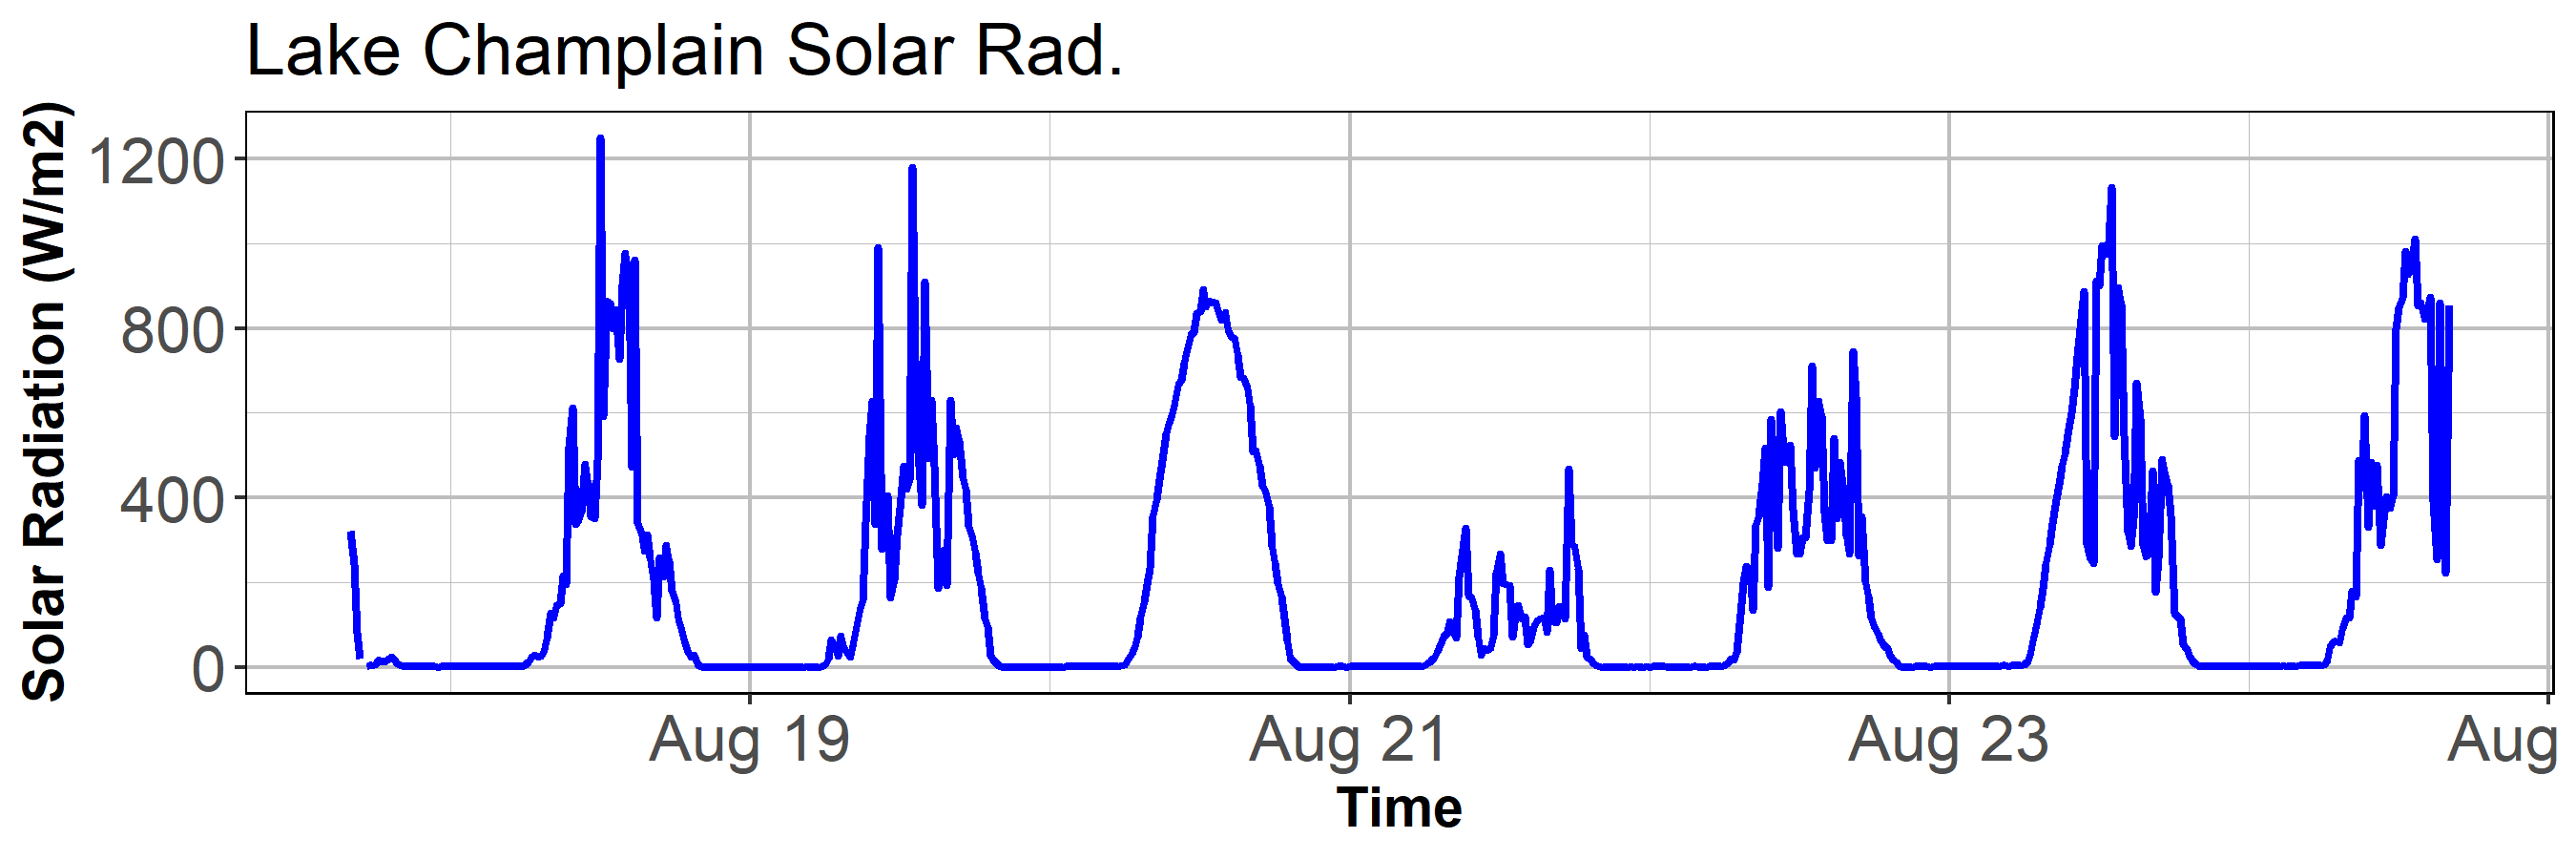 Lake Champlain Solar Rad.
Solar Radiation (W/m2)
1200
800
400
0
Aug 19
Aug 21
Aug 23
Aug
Time